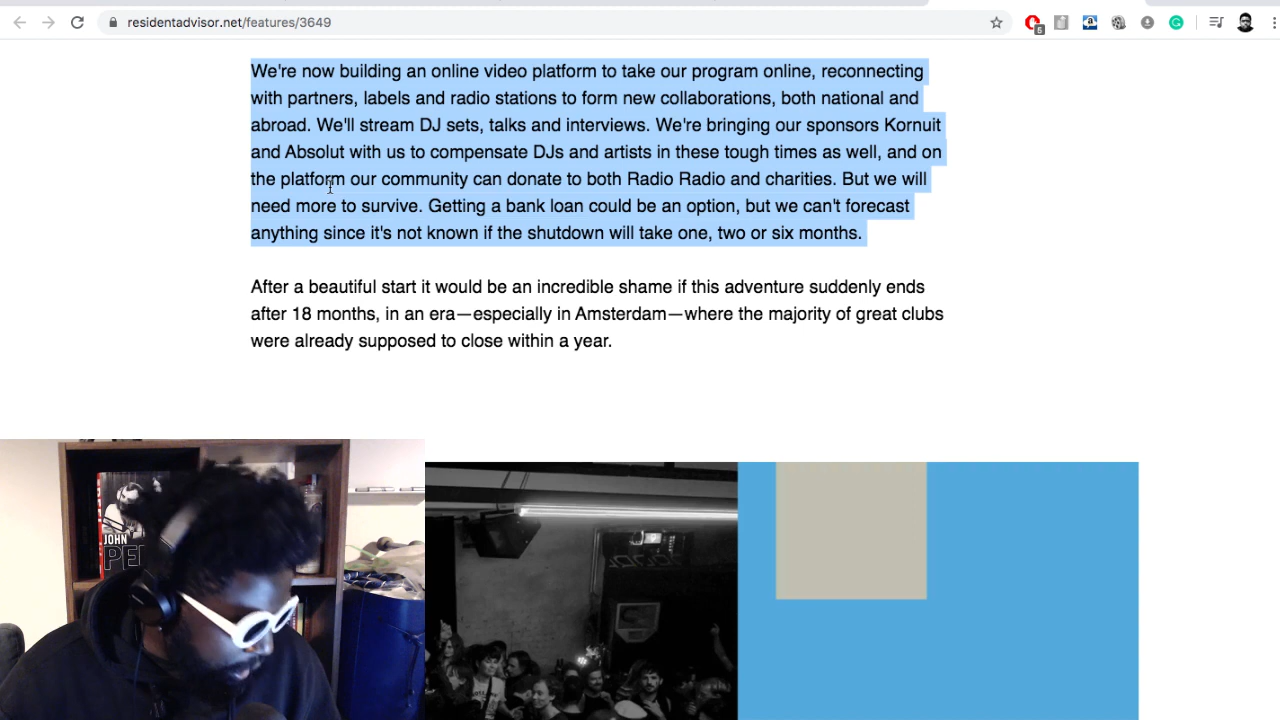 residentadvisor.net/features/3649
5
We're now building an online video platform to take our program online, reconnecting
with partners, labels and radio stations to form new collaborations, both national and
abroad. We'll stream DJ sets, talks and interviews. We're bringing our sponsors Kornuit
and Absolut with us to compensate DJs and artists in these tough times as well, and on
the platform our community can donate to both Radio Radio and charities. But we will
need more to survive. Getting a bank loan could be an option, but we can't forecast
anything since it's not known if the shutdown will take one, two or six months.
After a beautiful start it would be an incredible shame if this adventure suddenly ends
after 18 months, in an era—especially in Amsterdam—where the majority of great clubs
were already supposed to close within a year.
JOHN